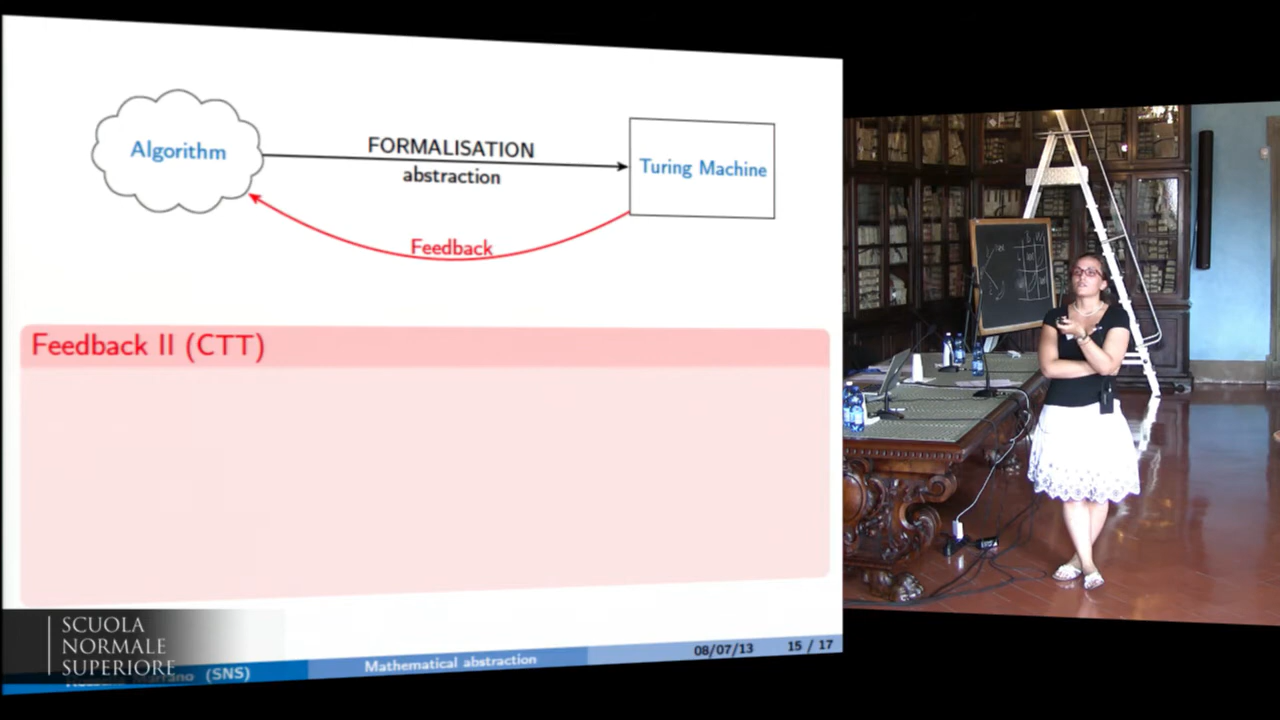 Algorithm
FORMALISATION
abstraction
Turing Machine
Feedback
Feedback II (CTT)
SCUOLA
NORMALE
SUPERIORE
(SNS)
Mathematical abstraction
08/07/13
15 / 17